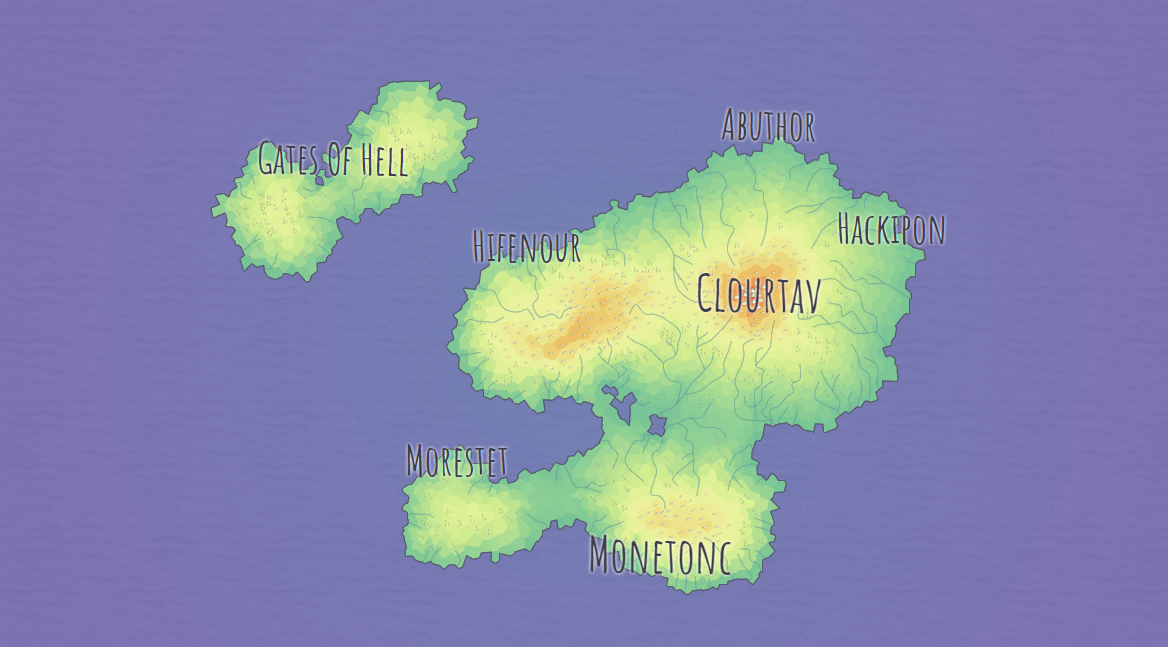 Abuthor
Gates Of Hell
Hackipon
Hifenour
Clourtav
Morestet
Monetonc